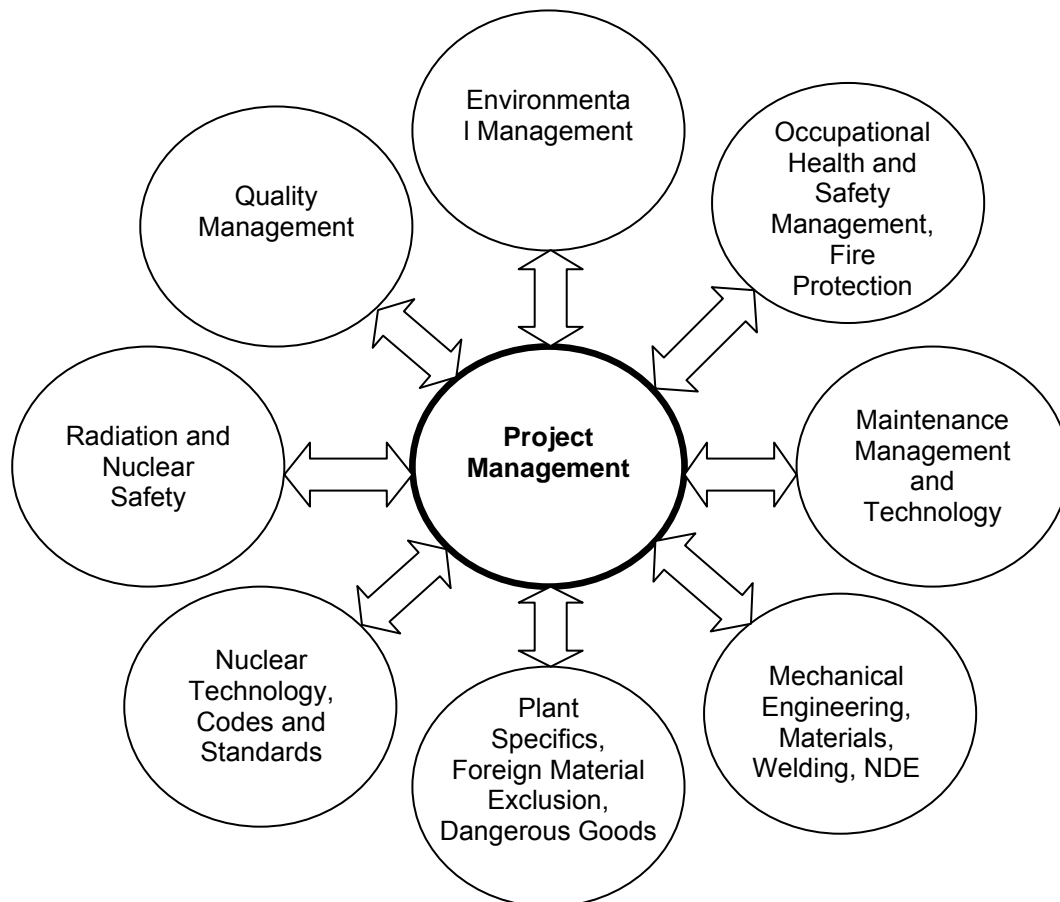 Environmenta
l Management
Occupational
Health and
Safety
Management,
Fire
Protection
Quality
Management
Project
Management
Radiation and
Nuclear
Safety
Maintenance
Management
and
Technology
Nuclear
Technology,
Codes and
Standards
Plant
Specifics,
Foreign Material
Exclusion,
Dangerous Goods
Mechanical
Engineering,
Materials,
Welding, NDE